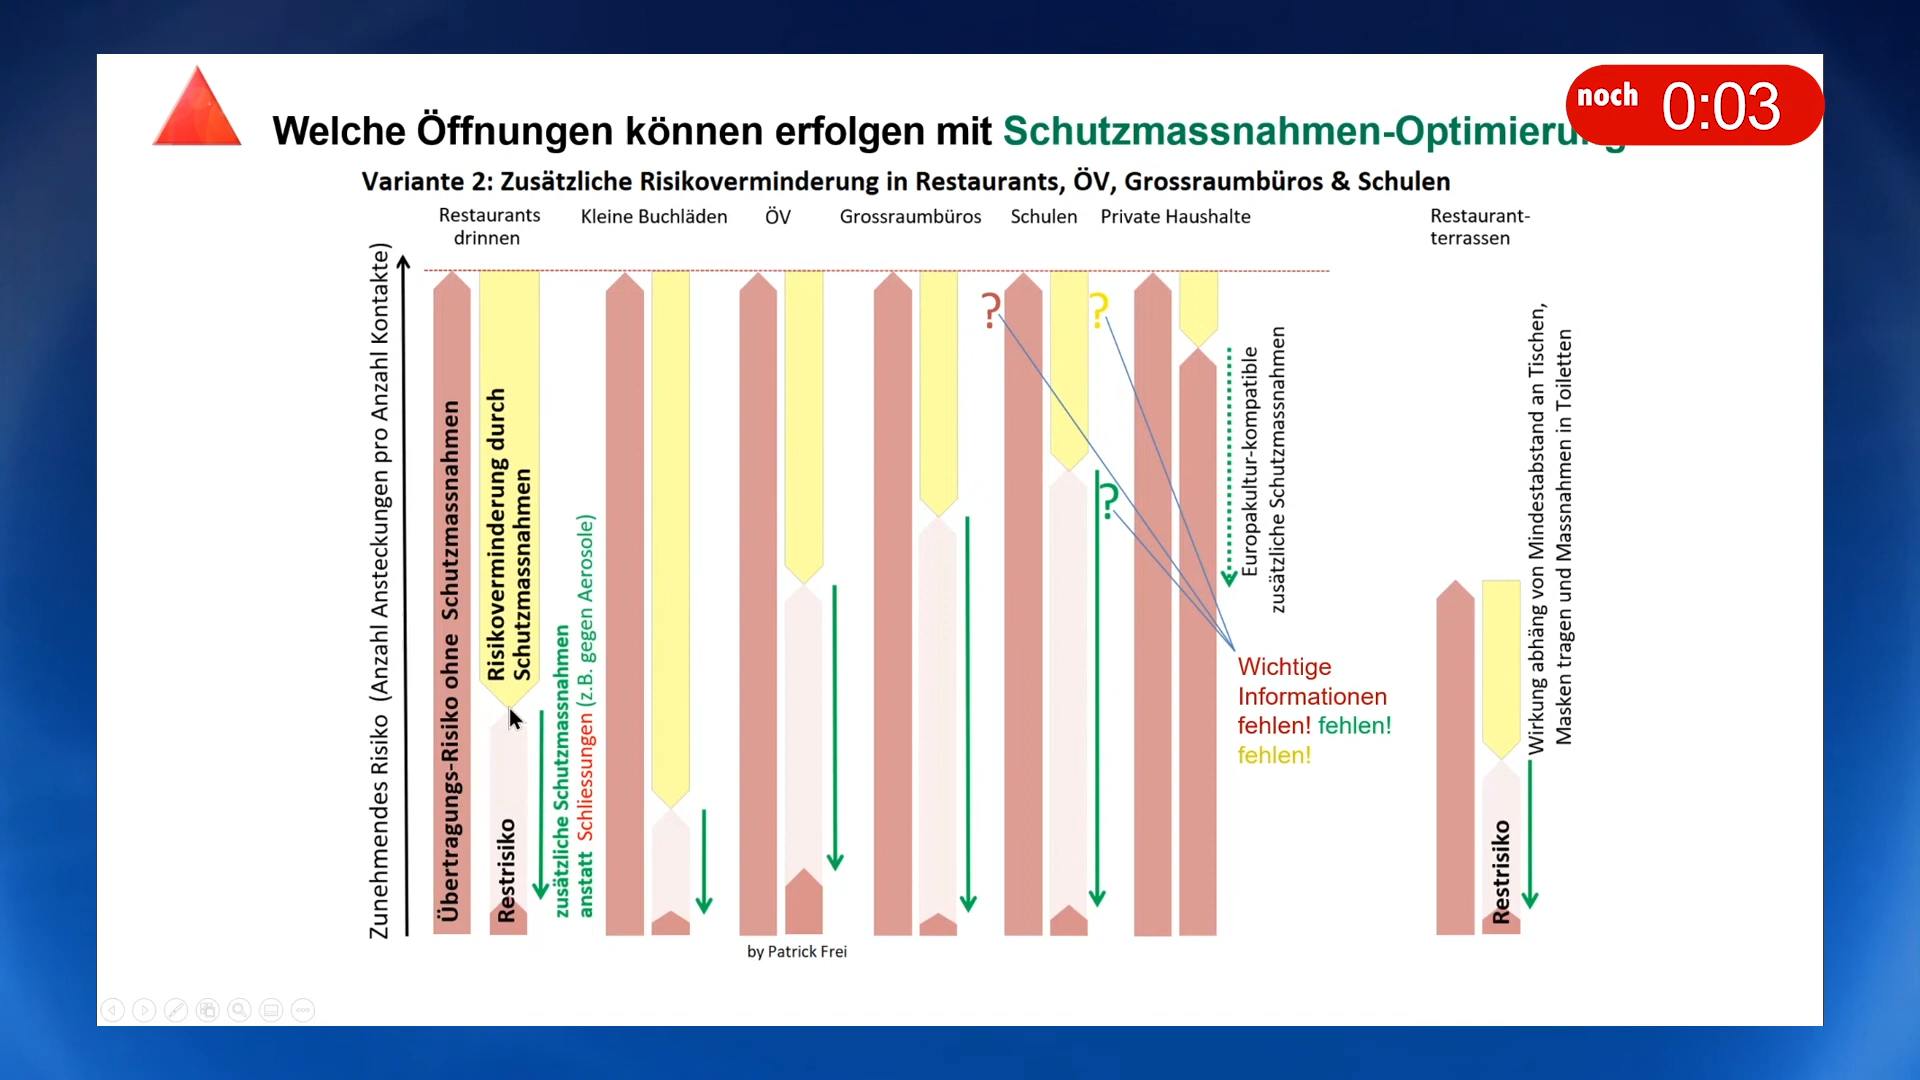 noch 0:03
Welche Öffnungen können erfolgen mit Schutzmassnahmen-Optimierung
Variante 2: Zusätzliche Risikoverminderung in Restaurants, ÖV, Grossraumbüros & Schulen
Restaurants
drinnen
Kleine Buchläden
ÖV
Grossraumbüros
Schulen
Private Haushalte
Restaurant-
terrassen
Zunehmendes Risiko (Anzahl Ansteckungen pro Anzahl Kontakte)
Übertragungs-Risiko ohne Schutzmassnahmen
Risikoverminderung durch
Schutzmassnahmen
Restrisiko
zusätzliche Schutzmassnahmen
anstatt Schliessungen (z.B. gegen Aerosole)
?
?
?
Europakultur-kompatible
zusätzliche Schutzmassnahmen
Wichtige
Informationen
fehlen! fehlen!
fehlen!
Restrisiko
Wirkung abhäng von Mindestabstand an Tischen,
Masken tragen und Massnahmen in Toiletten
by Patrick Frei